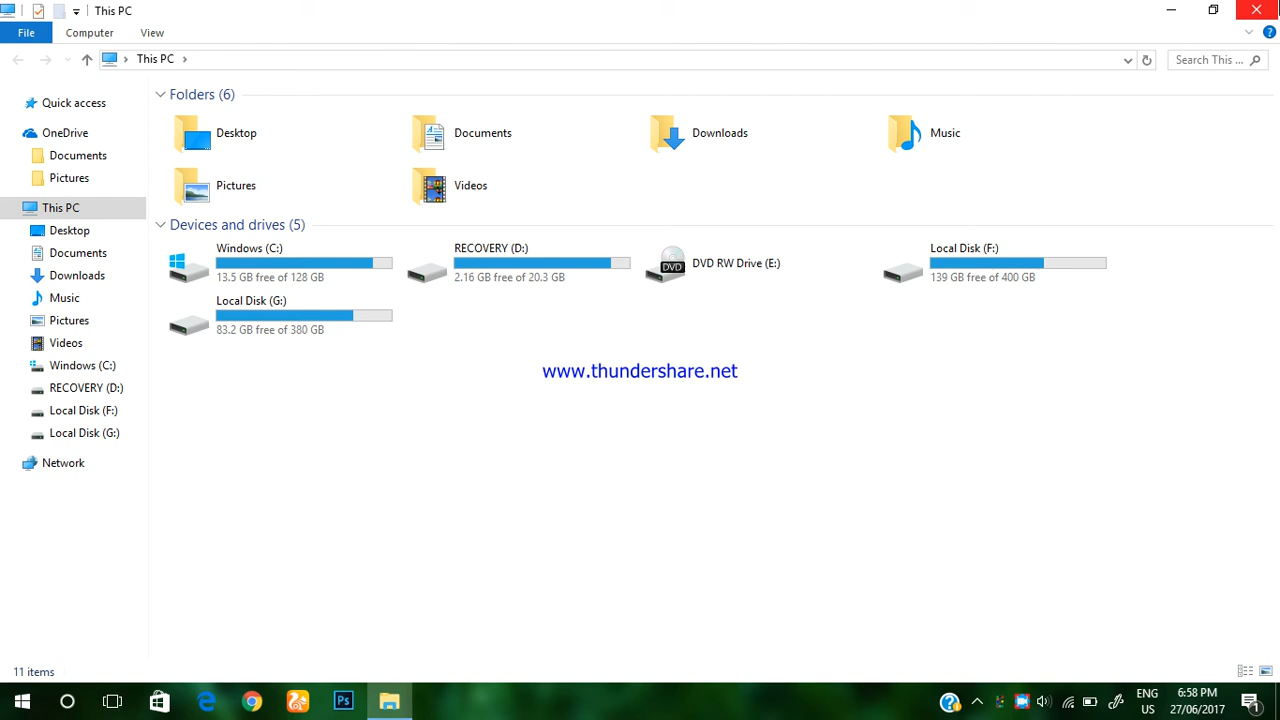 This PC
File Computer View
This PC
Search This ...
Quick access
OneDrive
Documents
Pictures
This PC
Desktop
Documents
Downloads
Music
Pictures
Videos
Windows (C:)
RECOVERY (D:)
Local Disk (F:)
Local Disk (G:)
Network
Folders (6)
Desktop
Documents
Downloads
Music
Pictures
Videos
Devices and drives (5)
Windows (C:)
13.5 GB free of 128 GB
RECOVERY (D:)
2.16 GB free of 20.3 GB
DVD
DVD RW Drive (E:)
Local Disk (F:)
139 GB free of 400 GB
Local Disk (G:)
83.2 GB free of 380 GB
www.thundershare.net
11 items
Ps
ENG
US
6:58 PM
27/06/2017
1